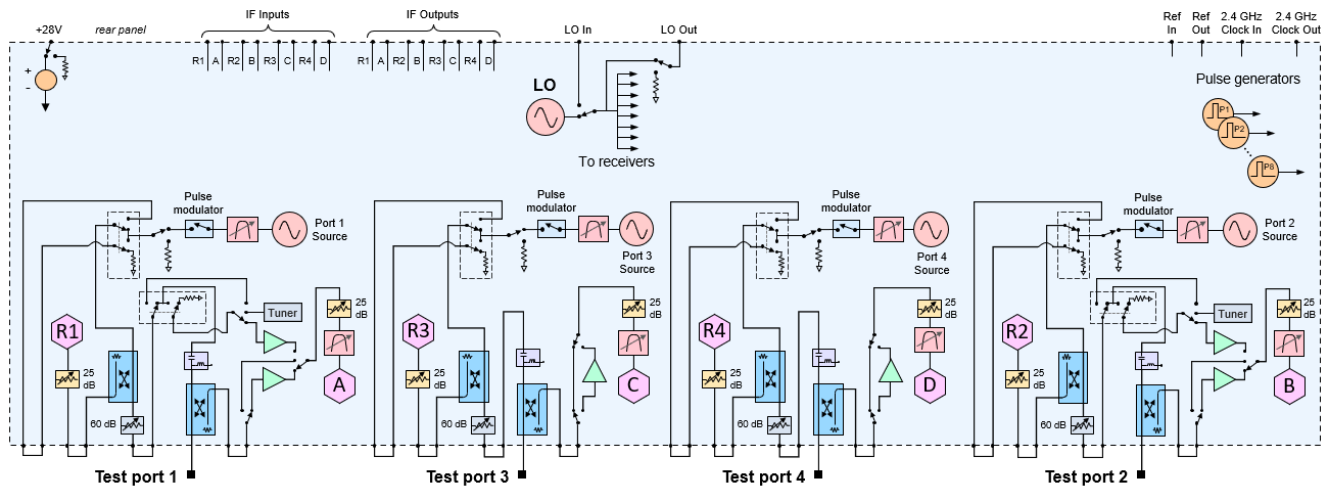 +28V
rear panel
IF Inputs
IF Outputs
LO In
LO Out
Ref In
Ref Out
2.4 GHz Clock In
2.4 GHz Clock Out
R1 A R2 B R3 C R4 D
R1 A R2 B R3 C R4 D
+
-
LO
To receivers
Pulse generators
P1
P2
P8
Pulse modulator
Port 1 Source
Pulse modulator
Port 3 Source
Pulse modulator
Port 4 Source
Pulse modulator
Port 2 Source
R1
25 dB
60 dB
Tuner
25 dB
A
R3
25 dB
60 dB
25 dB
C
R4
25 dB
60 dB
25 dB
D
R2
25 dB
60 dB
Tuner
25 dB
B
Test port 1
Test port 3
Test port 4
Test port 2